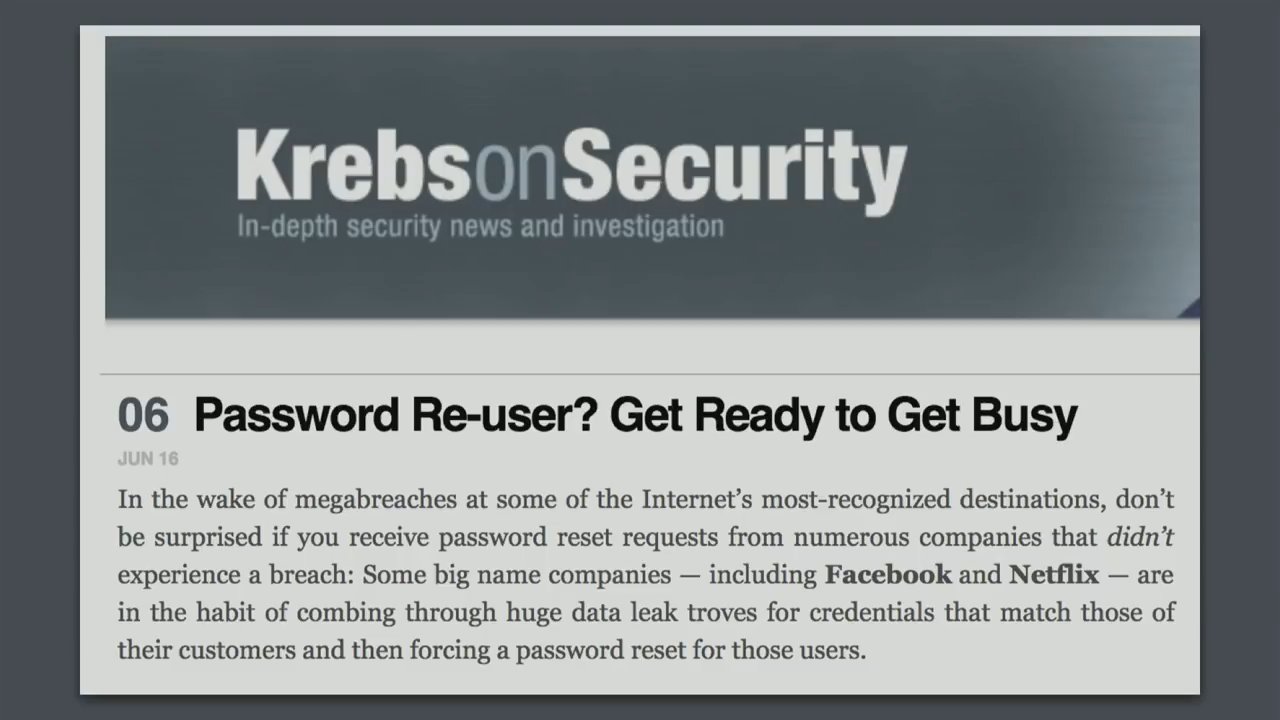 KrebsonSecurity
In-depth security news and investigation
06 Password Re-user? Get Ready to Get Busy
JUN 16
In the wake of megabreaches at some of the Internet’s most-recognized destinations, don’t
be surprised if you receive password reset requests from numerous companies that didn’t
experience a breach: Some big name companies — including Facebook and Netflix — are
in the habit of combing through huge data leak troves for credentials that match those of
their customers and then forcing a password reset for those users.